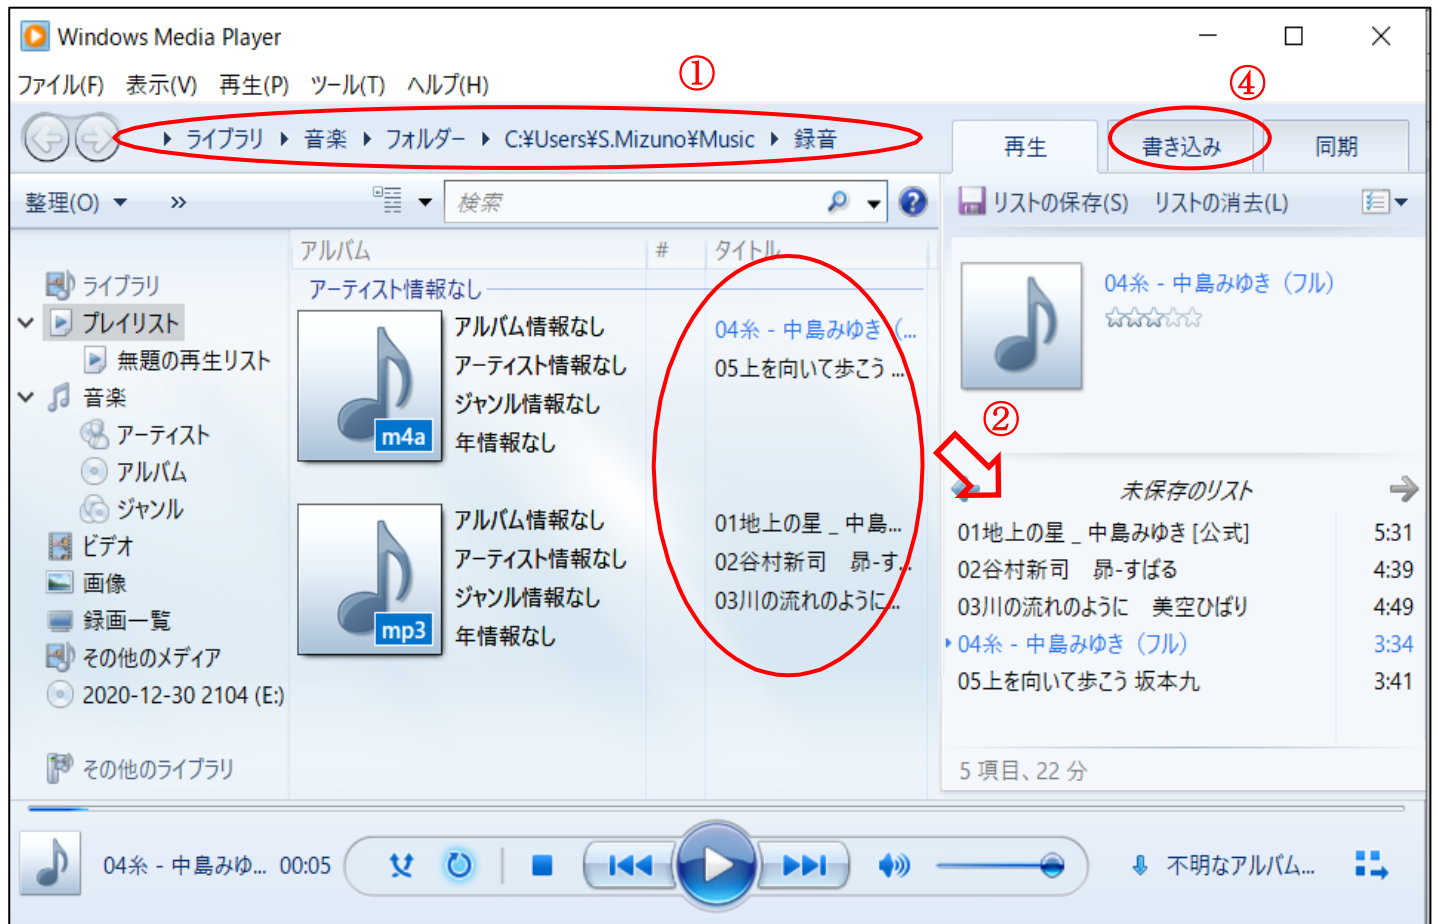 Windows Media Player
ファイル(F) 表示(V) 再生(P) ツール(T) ヘルプ(H)
①
④
ライブラリ 音楽 フォルダー C:¥Users¥S.Mizuno¥Music 録音
再生 書き込み 同期
整理(O) » 検索
リストの保存(S) リストの消去(L)
アルバム # タイトル
ライブラリ
プレイリスト
無題の再生リスト
音楽
アーティスト
アルバム
ジャンル
ビデオ
画像
録画一覧
その他のメディア
2020-12-30 2104 (E:)
その他のライブラリ
アーティスト情報なし
アルバム情報なし
アーティスト情報なし
ジャンル情報なし
年情報なし
m4a
04糸 - 中島みゆき（...
05上を向いて歩こう ...
アルバム情報なし
アーティスト情報なし
ジャンル情報なし
年情報なし
mp3
01地上の星 _ 中島...
02谷村新司　昴-す...
03川の流れのように...
04糸 - 中島みゆき（フル）
②
未保存のリスト
01地上の星 _ 中島みゆき [公式] 5:31
02谷村新司　昴-すばる 4:39
03川の流れのように　美空ひばり 4:49
04糸 - 中島みゆき（フル） 3:34
05上を向いて歩こう 坂本九 3:41
5 項目、22 分
04糸 - 中島みゆ... 00:05
不明なアルバム...